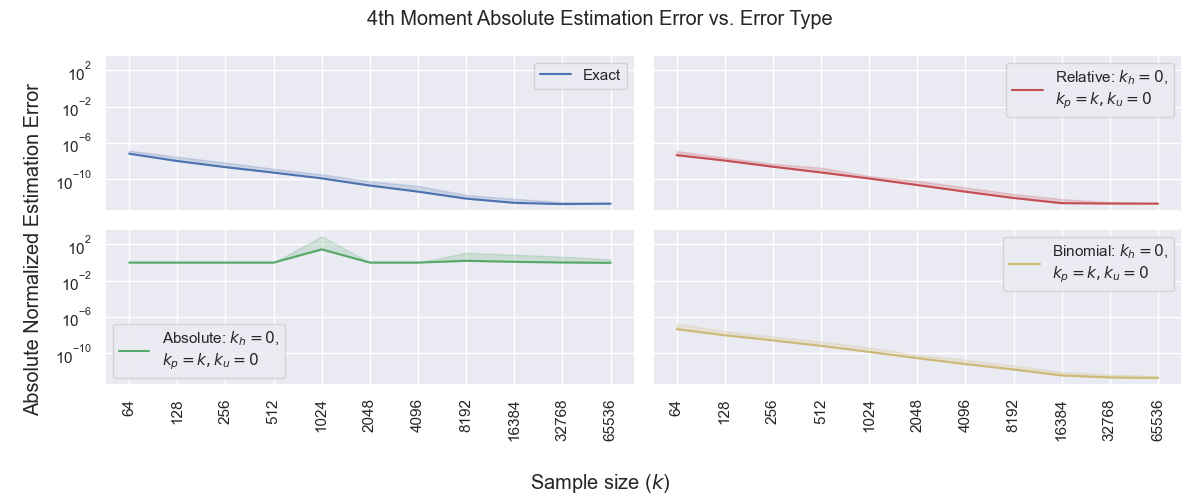 4th Moment Absolute Estimation Error vs. Error Type
Absolute Normalized Estimation Error
10^2
10^-2
10^-6
10^-10
Exact
Relative: k_h = 0,
k_p = k, k_u = 0
10^2
10^-2
10^-6
10^-10
Absolute: k_h = 0,
k_p = k, k_u = 0
Binomial: k_h = 0,
k_p = k, k_u = 0
64 128 256 512 1024 2048 4096 8192 16384 32768 65536
64 128 256 512 1024 2048 4096 8192 16384 32768 65536
Sample size (k)